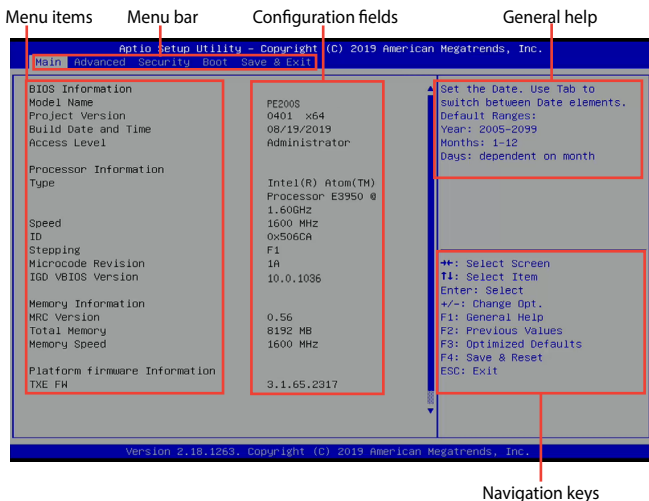 Menu items Menu bar Configuration fields General help
Aptio Setup Utility – Copyright (C) 2019 American Megatrends, Inc.
Main Advanced Security Boot Save & Exit
BIOS Information
Model Name PE200S
Project Version 0401 x64
Build Date and Time 08/19/2019
Access Level Administrator
Processor Information
Type Intel(R) Atom(TM)
Processor E3950 @
1.60GHz
Speed 1600 MHz
ID 0x506CA
Stepping F1
Microcode Revision 1A
IGD VBIOS Version 10.0.1036
Memory Information
MRC Version 0.56
Total Memory 8192 MB
Memory Speed 1600 MHz
Platform firmware Information
TXE FW 3.1.65.2317
Set the Date. Use Tab to
switch between Date elements.
Default Ranges:
Year: 2005-2099
Months: 1-12
Days: dependent on month
→←: Select Screen
↑↓: Select Item
Enter: Select
+/-: Change Opt.
F1: General Help
F2: Previous Values
F3: Optimized Defaults
F4: Save & Reset
ESC: Exit
Version 2.18.1263. Copyright (C) 2019 American Megatrends, Inc.
Navigation keys